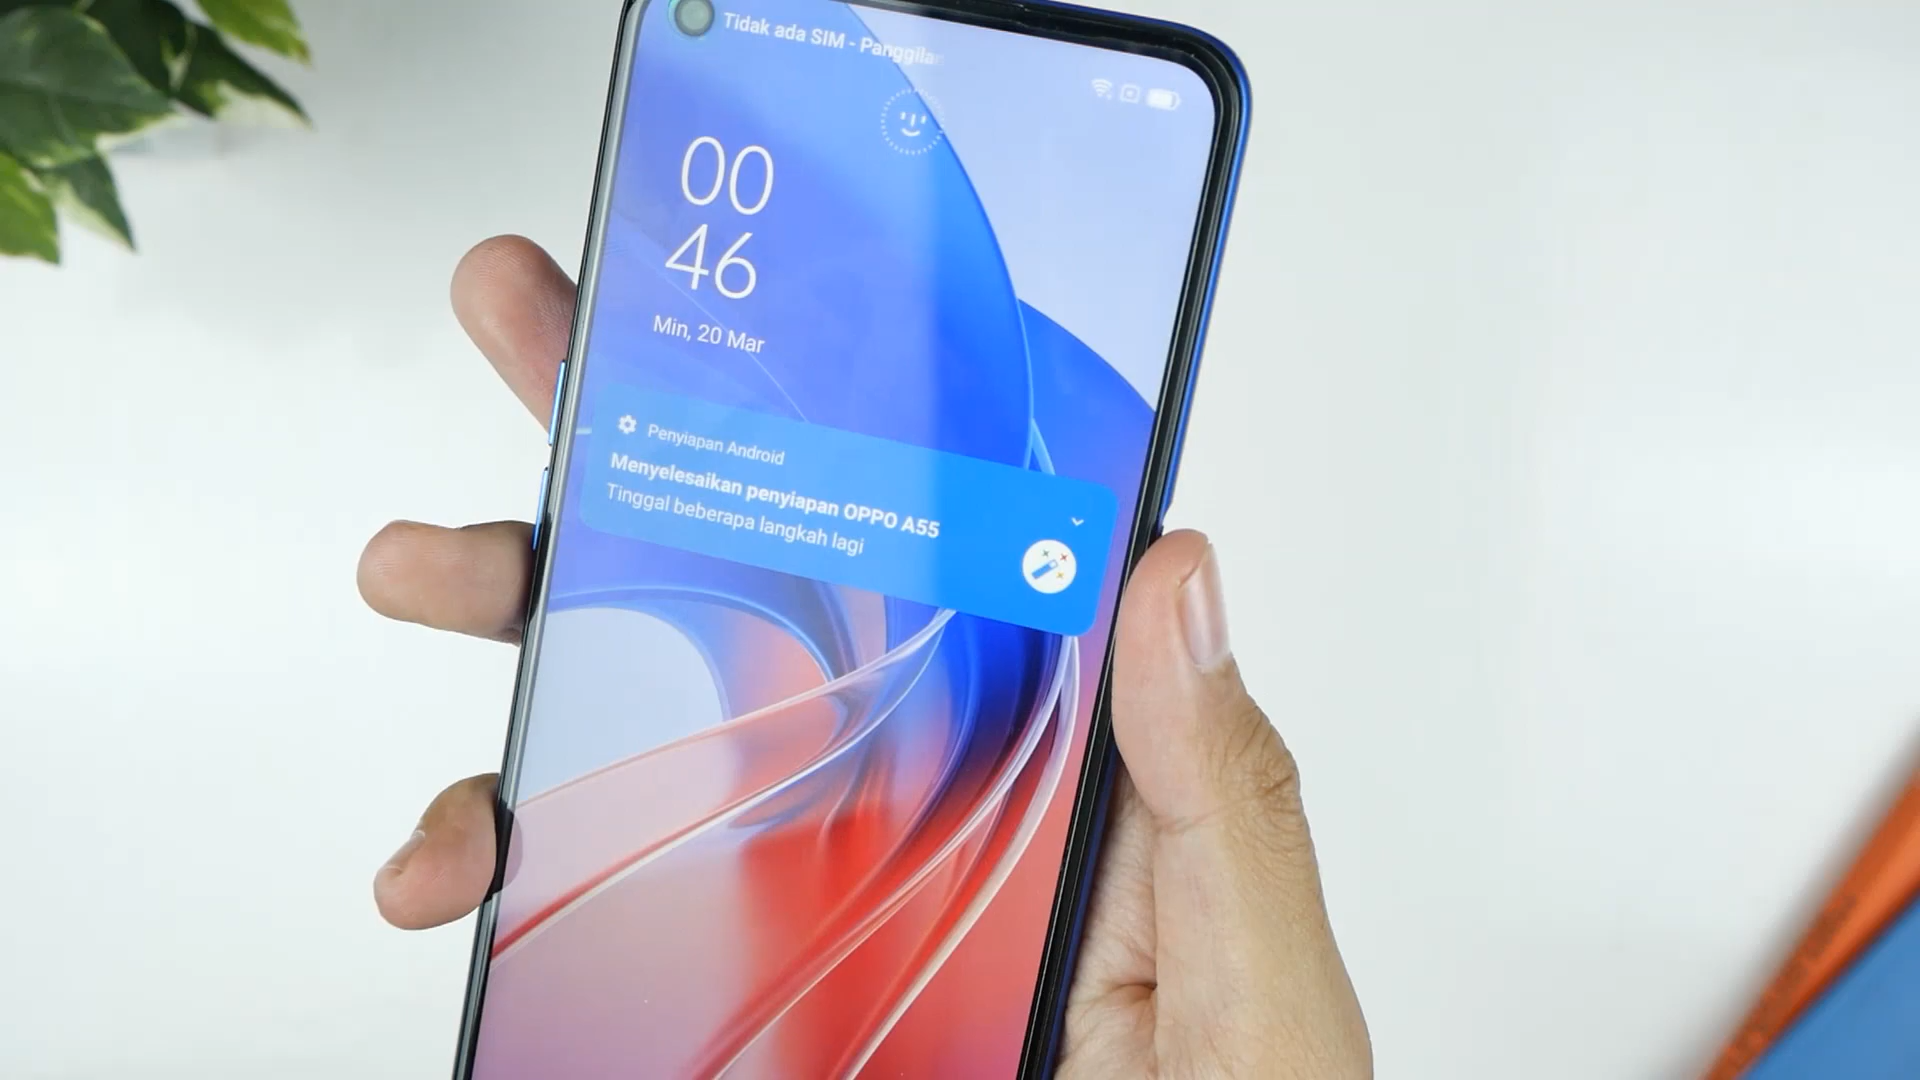 Tidak ada SIM - Panggilan
00
46
Min, 20 Mar
Penyiapan Android
Menyelesaikan penyiapan OPPO A55
Tinggal beberapa langkah lagi